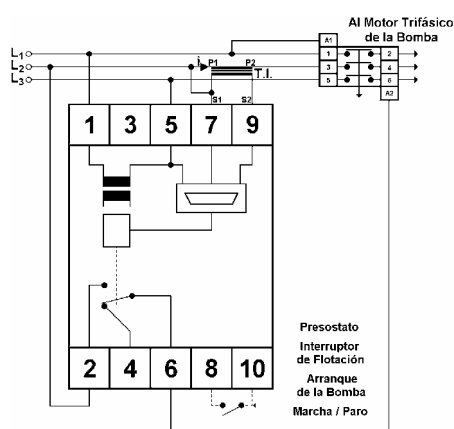 Al Motor Trifásico
de la Bomba
A1
L1
1
2
L2
i
P1
P2
3
4
L3
T.I.
5
6
S1
S2
A2
1
3
5
7
9
Presostato
Interruptor
de Flotación
Arranque
de la Bomba
Marcha / Paro
2
4
6
8
10